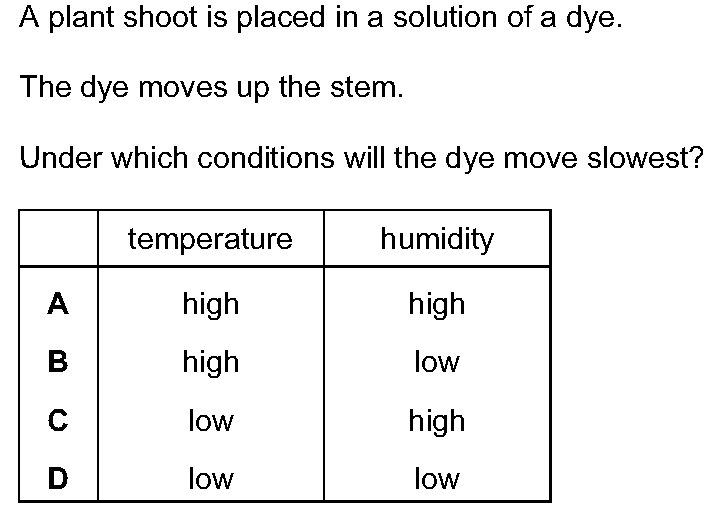 A plant shoot is placed in a solution of a dye.
The dye moves up the stem.
Under which conditions will the dye move slowest?
temperature humidity
A high high
B high low
C low high
D low low